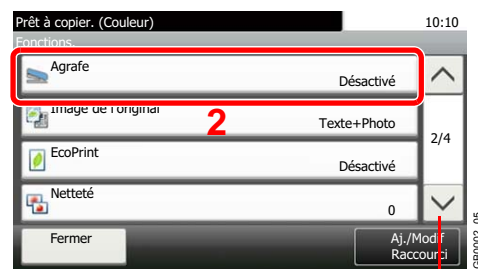 Prêt à copier. (Couleur) 10:10
Fonctions.
Agrafe
Désactivé
Image de l'original
2
Texte+Photo
2/4
EcoPrint
Désactivé
Netteté
0
Fermer
Aj./Modif
Raccourci
GB0002_05